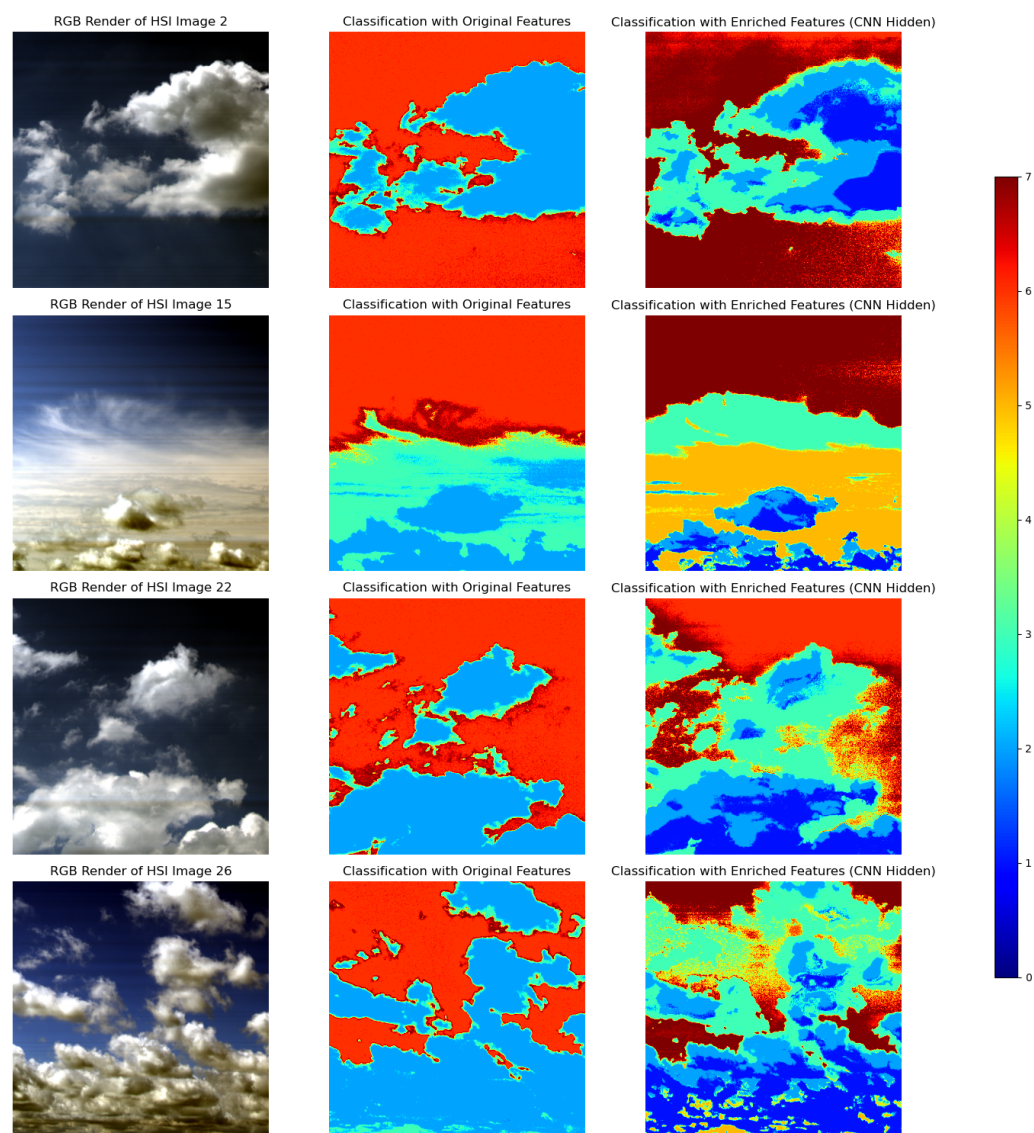 RGB Render of HSI Image 2
Classification with Original Features
Classification with Enriched Features (CNN Hidden)
RGB Render of HSI Image 15
Classification with Original Features
Classification with Enriched Features (CNN Hidden)
RGB Render of HSI Image 22
Classification with Original Features
Classification with Enriched Features (CNN Hidden)
RGB Render of HSI Image 26
Classification with Original Features
Classification with Enriched Features (CNN Hidden)
7
6
5
4
3
2
1
0